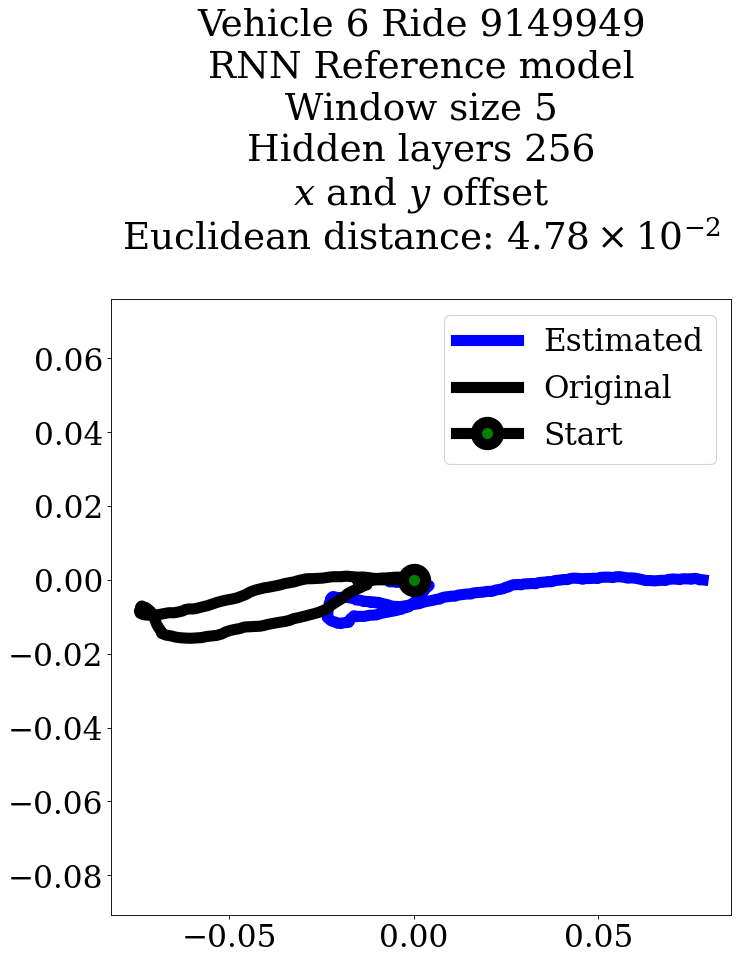 Vehicle 6 Ride 9149949
RNN Reference model
Window size 5
Hidden layers 256
x and y offset
Euclidean distance: 4.78 × 10⁻²
Estimated
Original
Start
0.06
0.04
0.02
0.00
−0.02
−0.04
−0.06
−0.08
−0.05
0.00
0.05